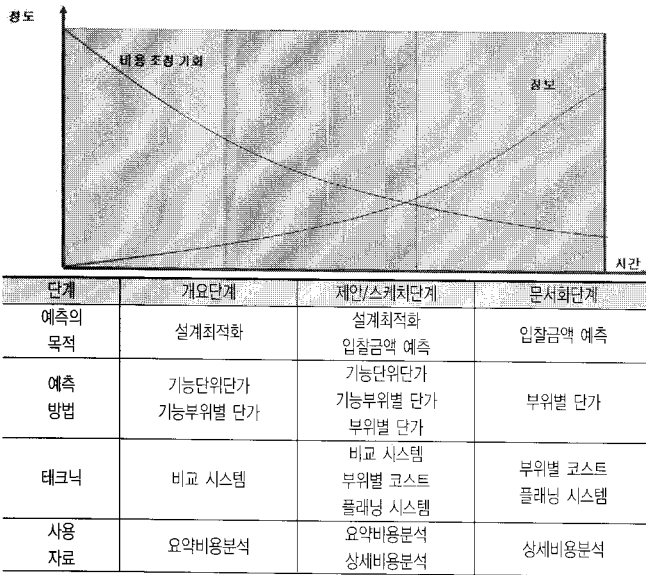 정도
비용 조정 기회
정보
시간
단계 개요단계 제안/스케치단계 문서화단계
예측의
목적
설계최적화
설계최적화
입찰금액 예측
입찰금액 예측
예측
방법
기능단위단가
기능부위별 단가
기능단위단가
기능부위별 단가
부위별 단가
부위별 단가
테크닉
비교 시스템
비교 시스템
부위별 코스트
플래닝 시스템
부위별 코스트
플래닝 시스템
사용
자료
요약비용분석
요약비용분석
상세비용분석
상세비용분석